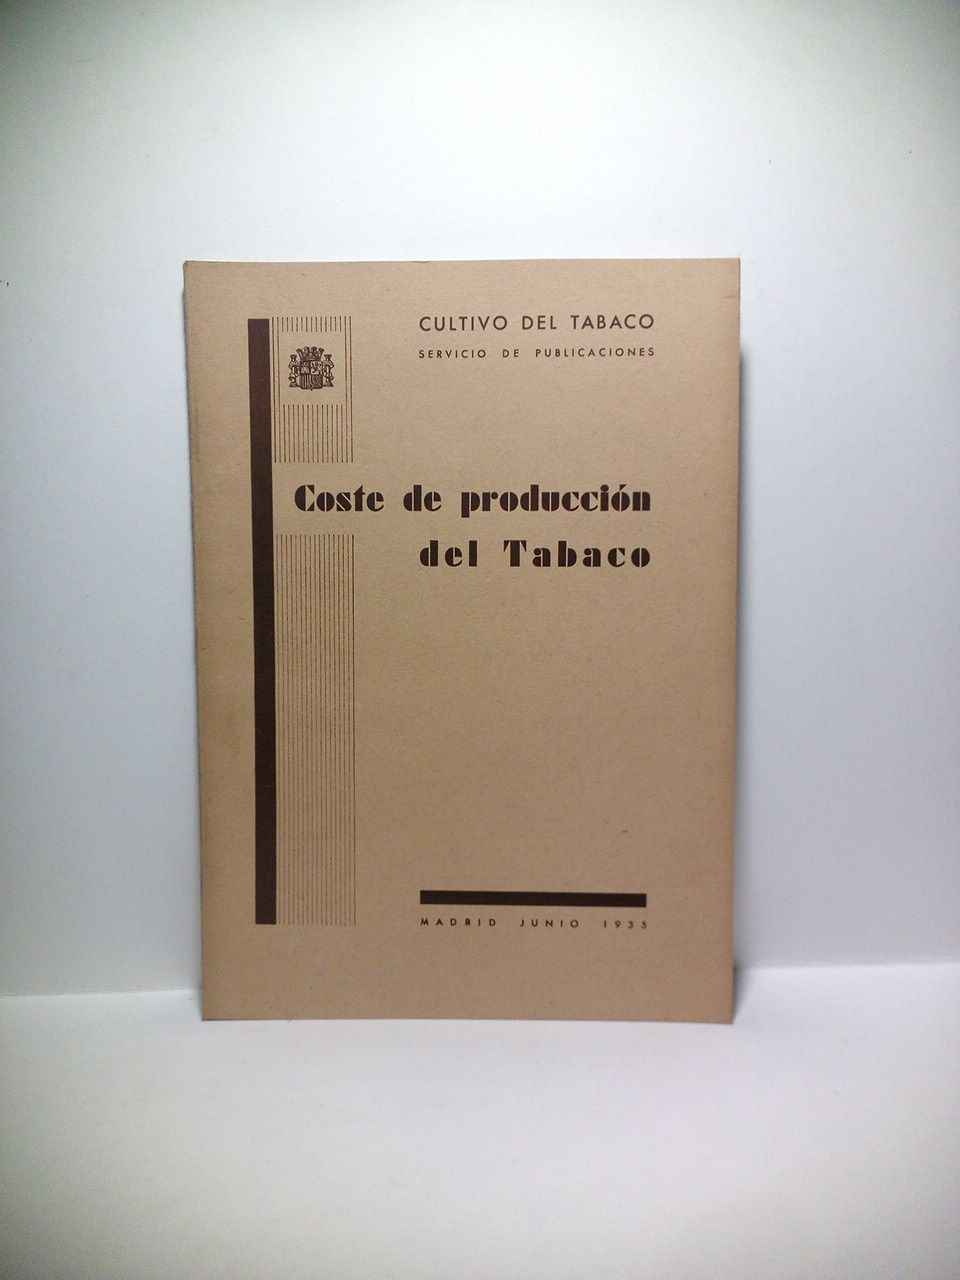 CULTIVO DEL TABACO
SERVICIO DE PUBLICACIONES
Coste de producción
del Tabaco
MADRID JUNIO 1935